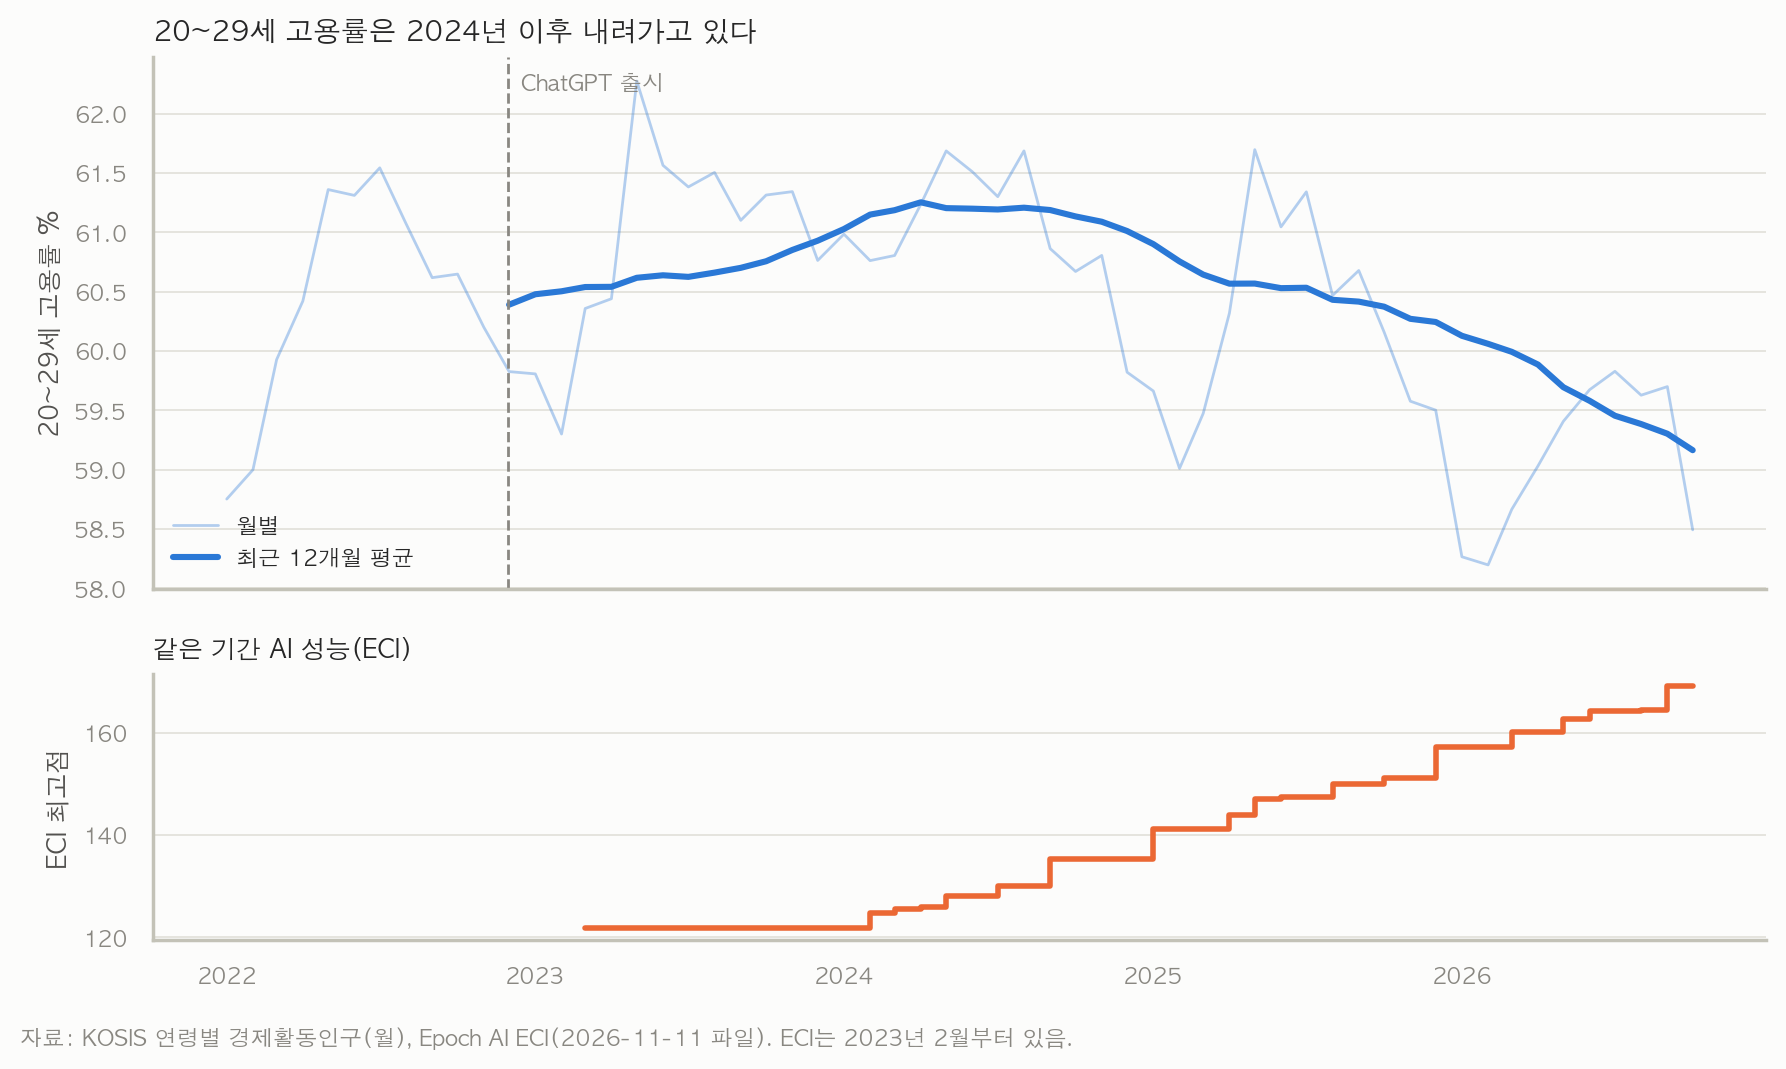 20~29세 고용률은 2024년 이후 내려가고 있다
ChatGPT 출시
20~29세 고용률 %
62.0
61.5
61.0
60.5
60.0
59.5
59.0
58.5
58.0
월별
최근 12개월 평균
같은 기간 AI 성능(ECI)
ECI 최고점
160
140
120
2022
2023
2024
2025
2026
자료: KOSIS 연령별 경제활동인구(월), Epoch AI ECI(2026-11-11 파일). ECI는 2023년 2월부터 있음.